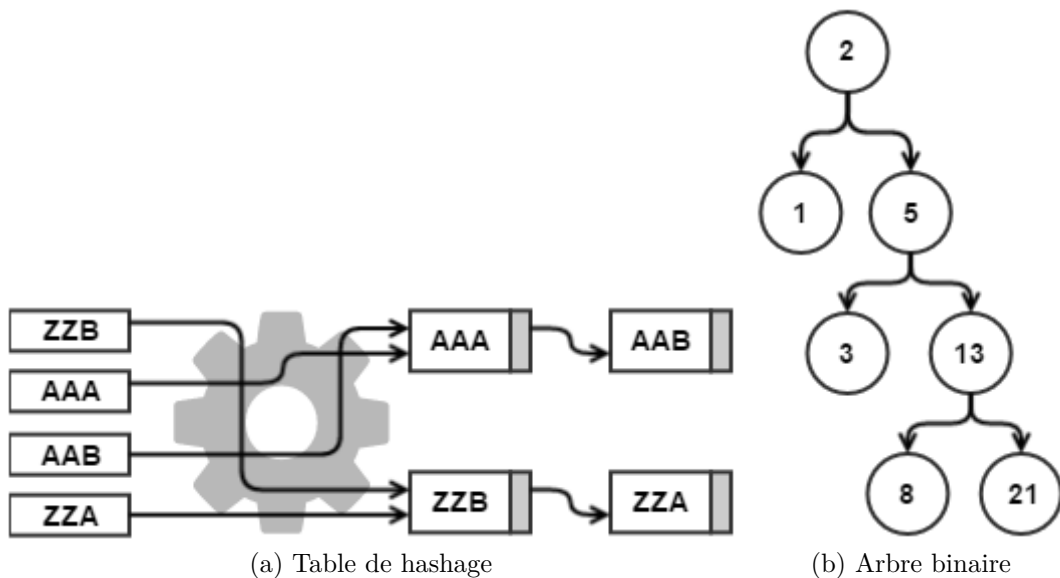 ZZB
AAA
AAB
ZZA
AAA
AAB
ZZB
ZZA
(a) Table de hashage
2
1
5
3
13
8
21
(b) Arbre binaire